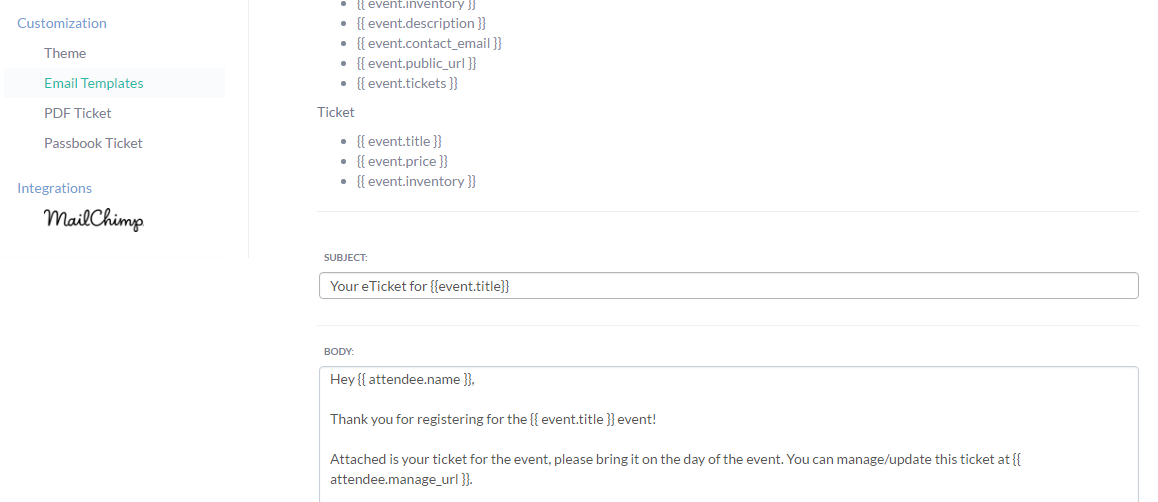 Customization
Theme
Email Templates
PDF Ticket
Passbook Ticket
Integrations
MailChimp
{{ event.inventory }}
{{ event.description }}
{{ event.contact_email }}
{{ event.public_url }}
{{ event.tickets }}
Ticket
{{ event.title }}
{{ event.price }}
{{ event.inventory }}
SUBJECT:
Your eTicket for {{event.title}}
BODY:
Hey {{ attendee.name }},
Thank you for registering for the {{ event.title }} event!
Attached is your ticket for the event, please bring it on the day of the event. You can manage/update this ticket at {{
attendee.manage_url }}.